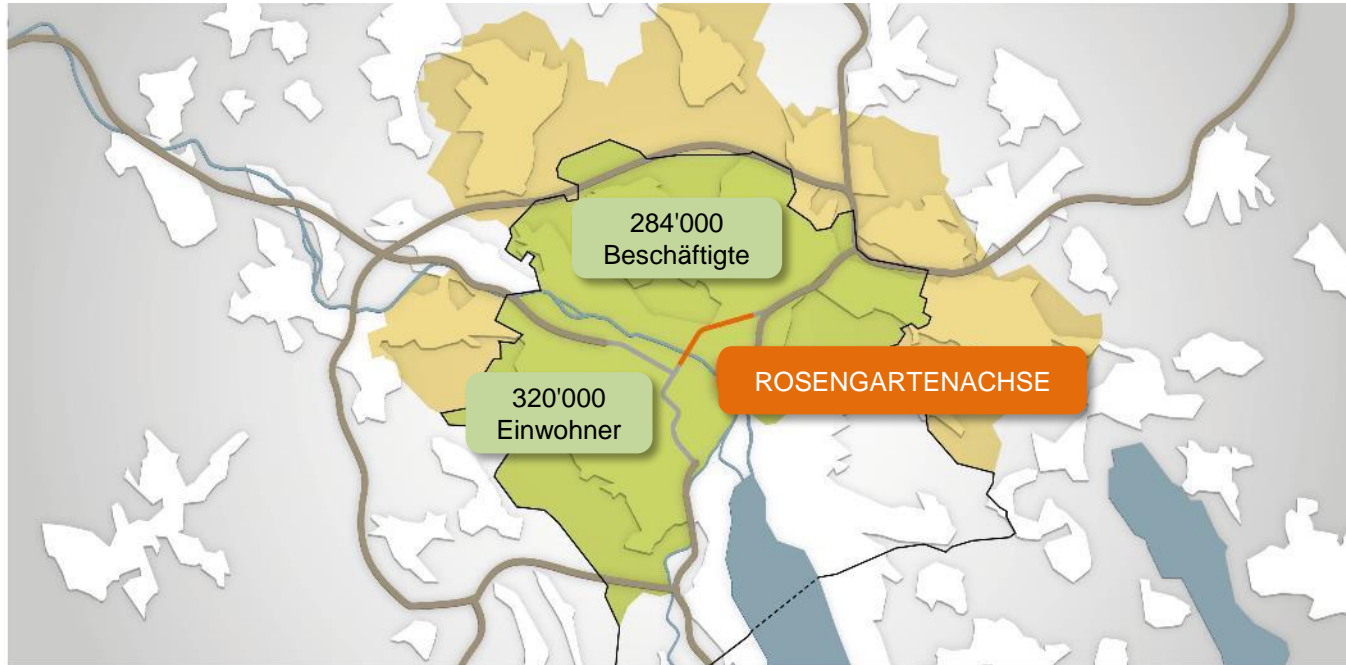 284'000
Beschäftigte
ROSENGARTENACHSE
320'000
Einwohner